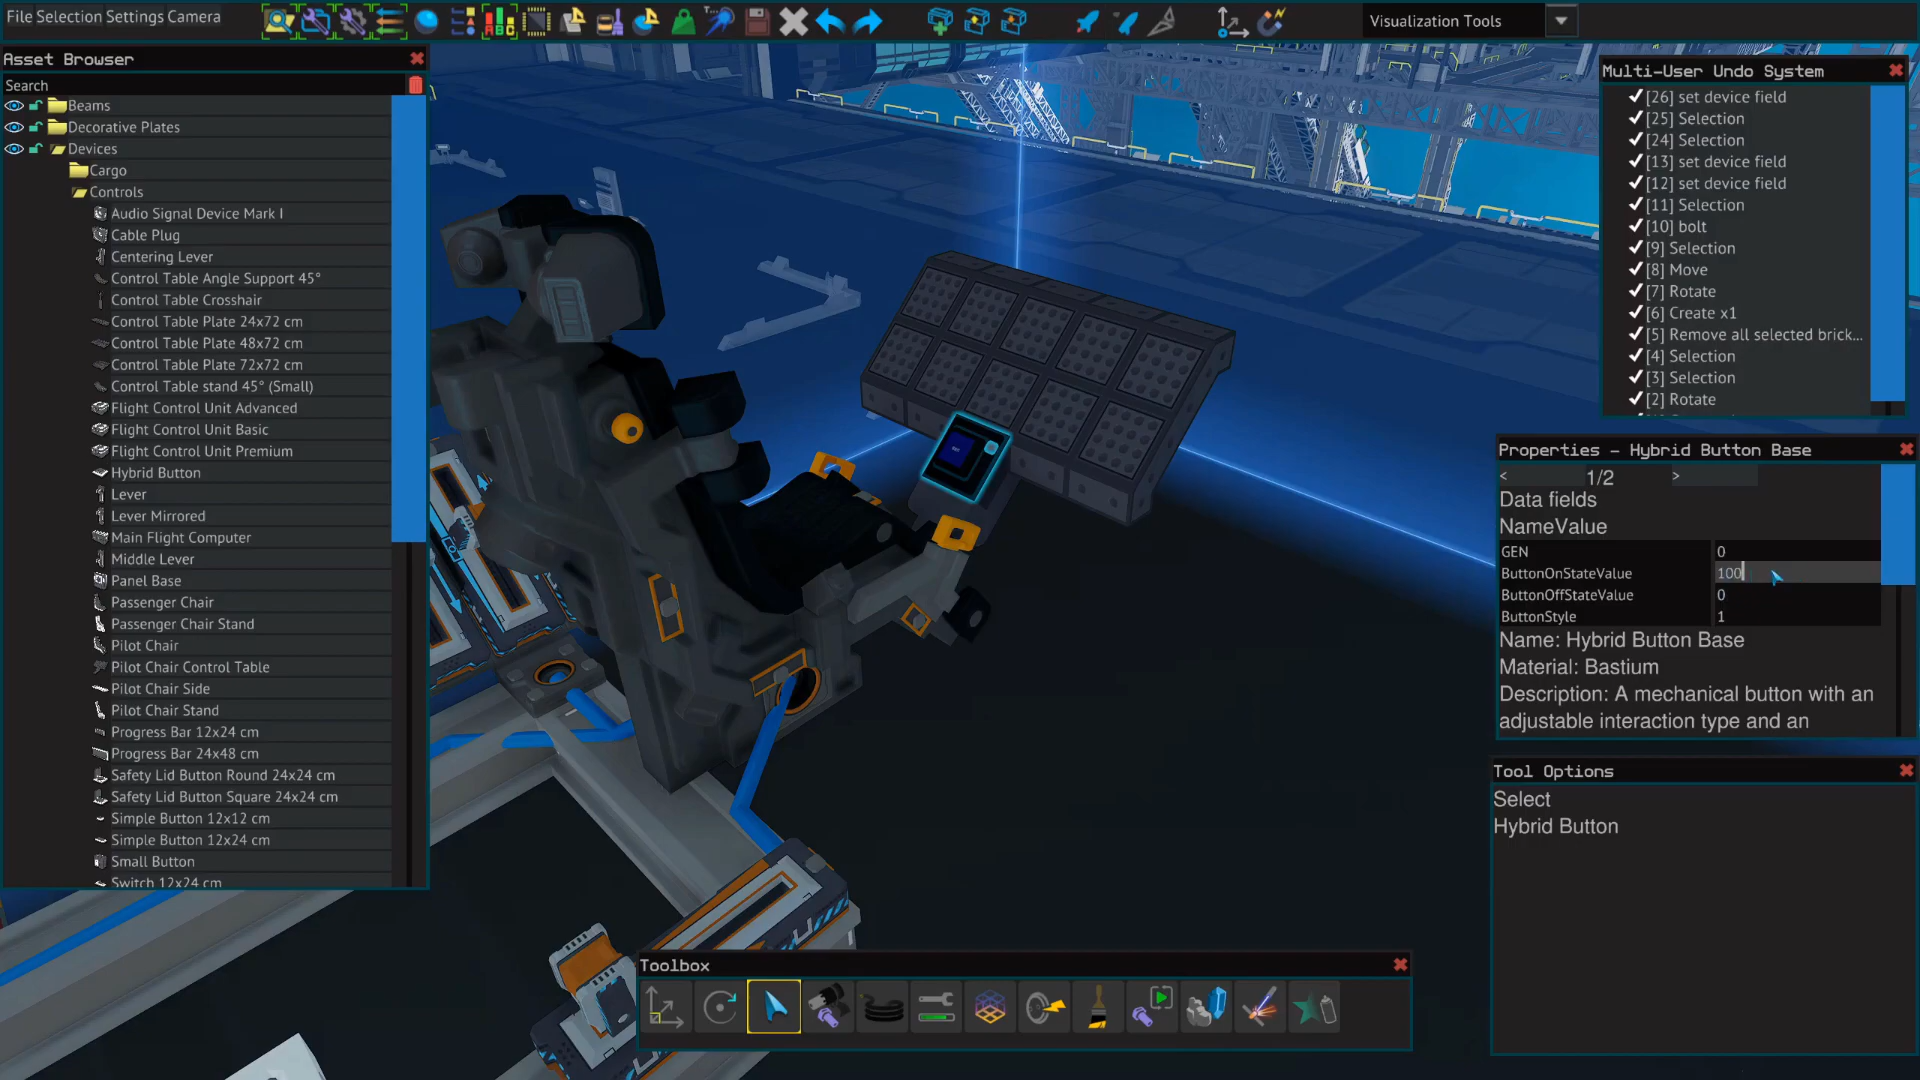 File Selection Settings Camera
Visualization Tools
Asset Browser
Search
Beams
Decorative Plates
Devices
Cargo
Controls
Audio Signal Device Mark I
Cable Plug
Centering Lever
Control Table Angle Support 45°
Control Table Crosshair
Control Table Plate 24x72 cm
Control Table Plate 48x72 cm
Control Table Plate 72x72 cm
Control Table stand 45° (Small)
Flight Control Unit Advanced
Flight Control Unit Basic
Flight Control Unit Premium
Hybrid Button
Lever
Lever Mirrored
Main Flight Computer
Middle Lever
Panel Base
Passenger Chair
Passenger Chair Stand
Pilot Chair
Pilot Chair Control Table
Pilot Chair Side
Pilot Chair Stand
Progress Bar 12x24 cm
Progress Bar 24x48 cm
Safety Lid Button Round 24x24 cm
Safety Lid Button Square 24x24 cm
Simple Button 12x12 cm
Simple Button 12x24 cm
Small Button
Switch 12x24 cm
Multi-User Undo System
[26] set device field
[25] Selection
[24] Selection
[13] set device field
[12] set device field
[11] Selection
[10] bolt
[9] Selection
[8] Move
[7] Rotate
[6] Create x1
[5] Remove all selected brick...
[4] Selection
[3] Selection
[2] Rotate
Properties - Hybrid Button Base
< 1/2 >
Data fields
NameValue
GEN 0
ButtonOnStateValue 100
ButtonOffStateValue 0
ButtonStyle 1
Name: Hybrid Button Base
Material: Bastium
Description: A mechanical button with an
adjustable interaction type and an
Tool Options
Select
Hybrid Button
Toolbox